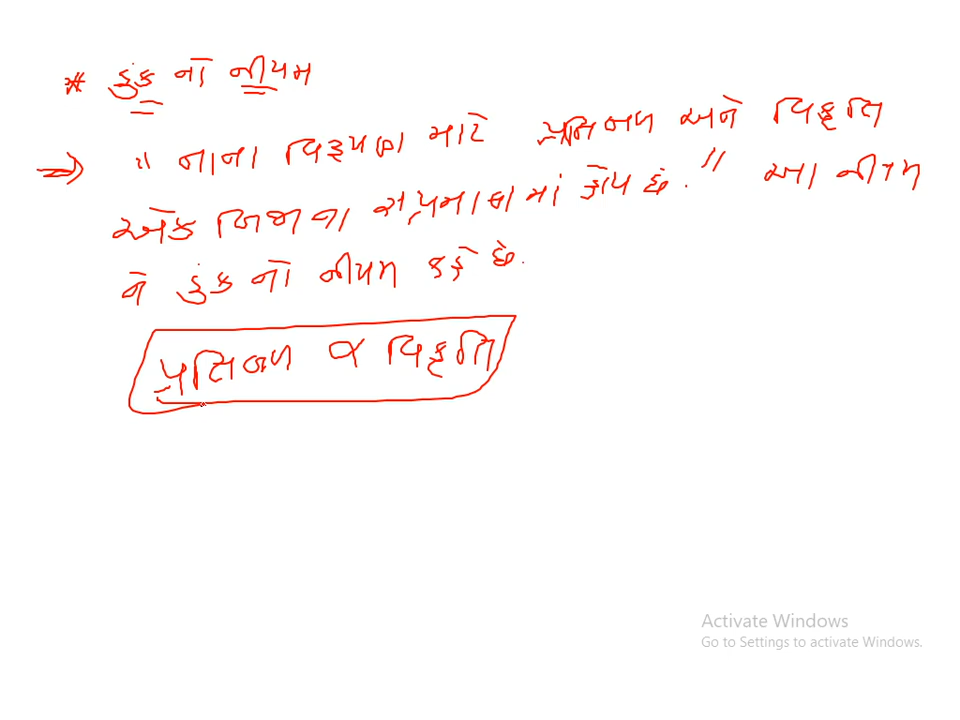 * હુંક નો નીયમ
⇒ " નાના વિરૂપણ માટે પ્રતિબળ અને વિકૃતિ
એક બિજાના સપ્રમાણમાં હોય છે. " આ નીયમ
ને હુંક નો નીયમ કહે છે.
પ્રતિબળ ∝ વિકૃતિ
Activate Windows
Go to Settings to activate Windows.